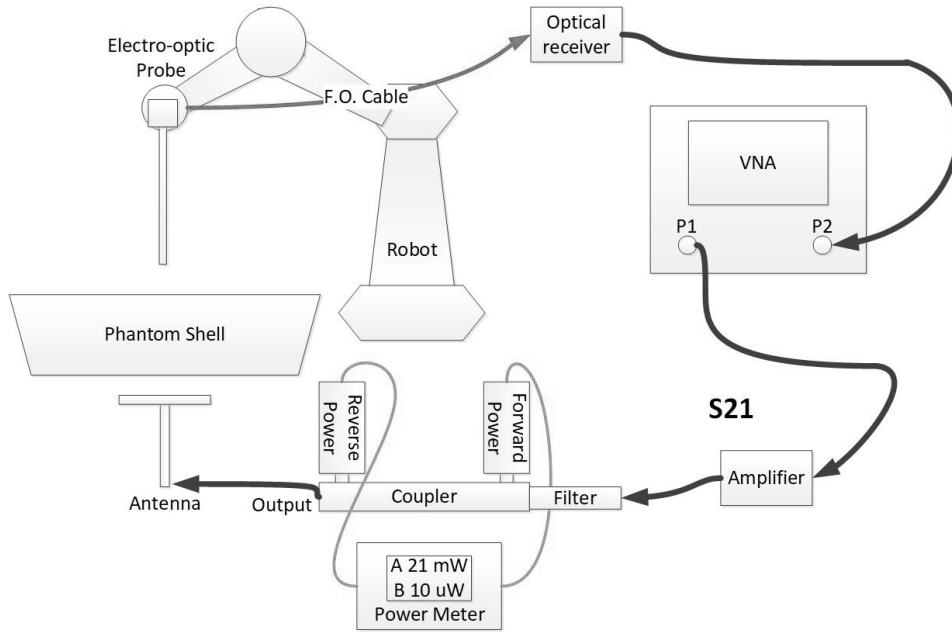 Electro-optic
Probe
F.O. Cable
Optical
receiver
VNA
P1
P2
Robot
Phantom Shell
Reverse
Power
Forward
Power
S21
Antenna
Output
Coupler
Filter
Amplifier
A 21 mW
B 10 uW
Power Meter